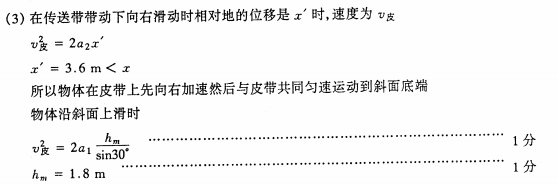 (3) 在传送带带动下向右滑动时相对地的位移是 x′ 时,速度为 v皮
v²皮 = 2a₂x′
x′ = 3.6 m < x
所以物体在皮带上先向右加速然后与皮带共同匀速运动到斜面底端
物体沿斜面上滑时
v²皮 = 2a₁ hₘ/sin30° ………………………………………… 1 分
hₘ = 1.8 m ………………………………………… 1 分